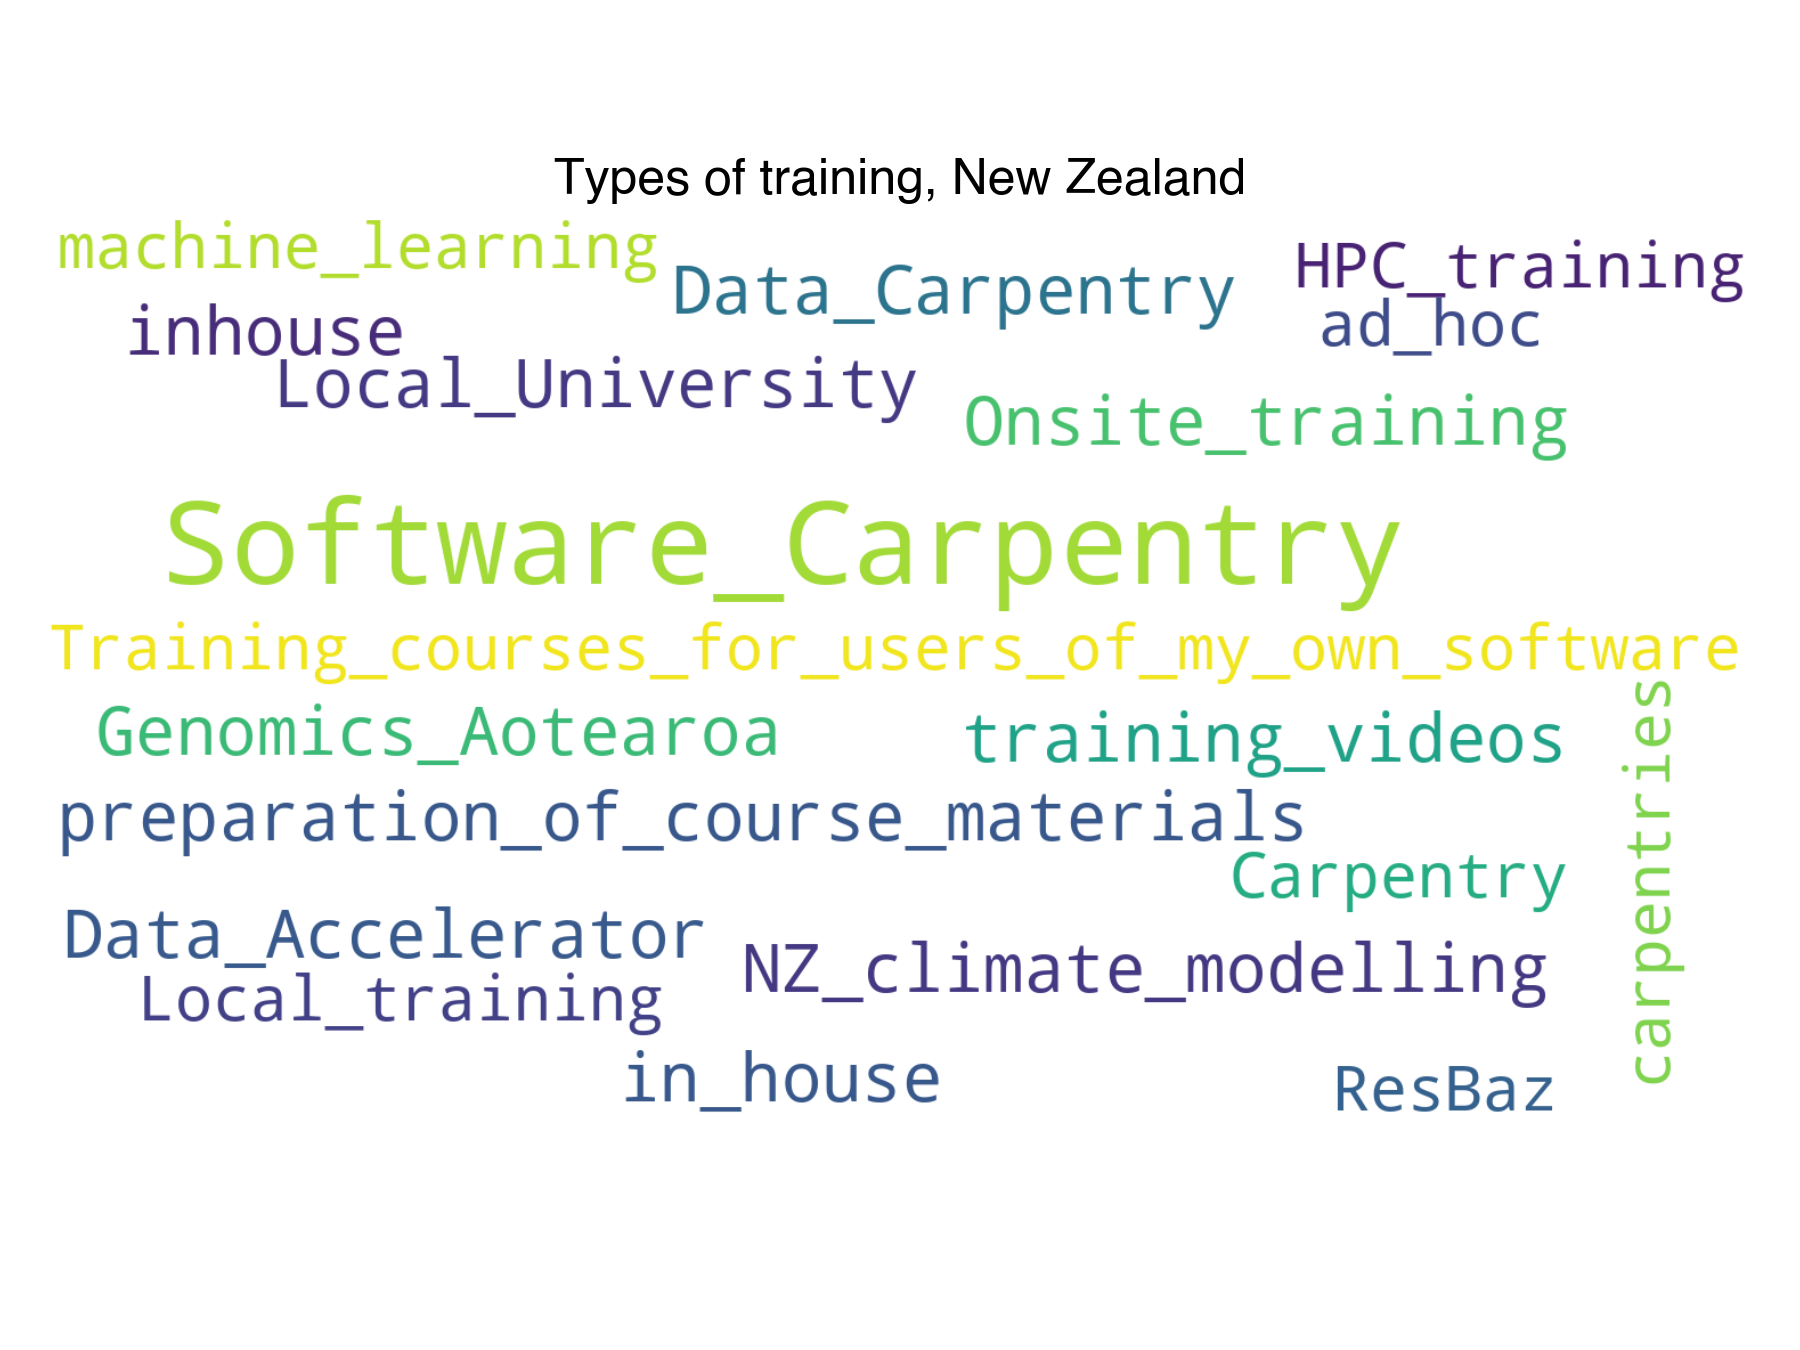 Types of training, New Zealand
machine_learning
Data_Carpentry
HPC_training
inhouse
ad_hoc
Local_University
Onsite_training
Software_Carpentry
Training_courses_for_users_of_my_own_software
Genomics_Aotearoa
training_videos
carpentries
preparation_of_course_materials
Carpentry
Data_Accelerator
NZ_climate_modelling
Local_training
in_house
ResBaz